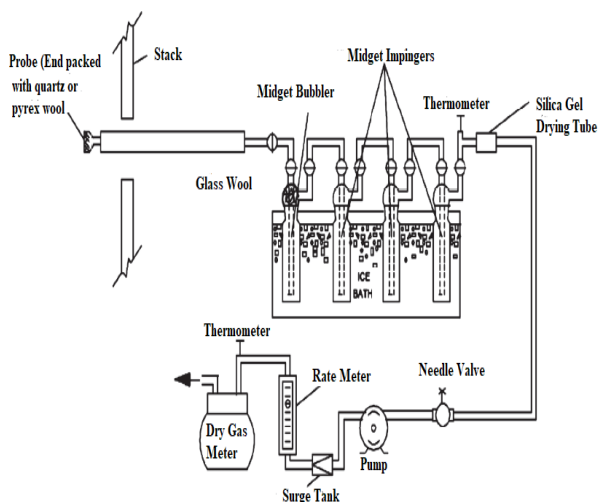 Probe (End packed
with quartz or
pyrex wool
Stack
Midget Bubbler
Midget Impingers
Thermometer
Silica Gel
Drying Tube
Glass Wool
ICE
BATH
Thermometer
Rate Meter
Needle Valve
Dry Gas
Meter
Pump
Surge Tank